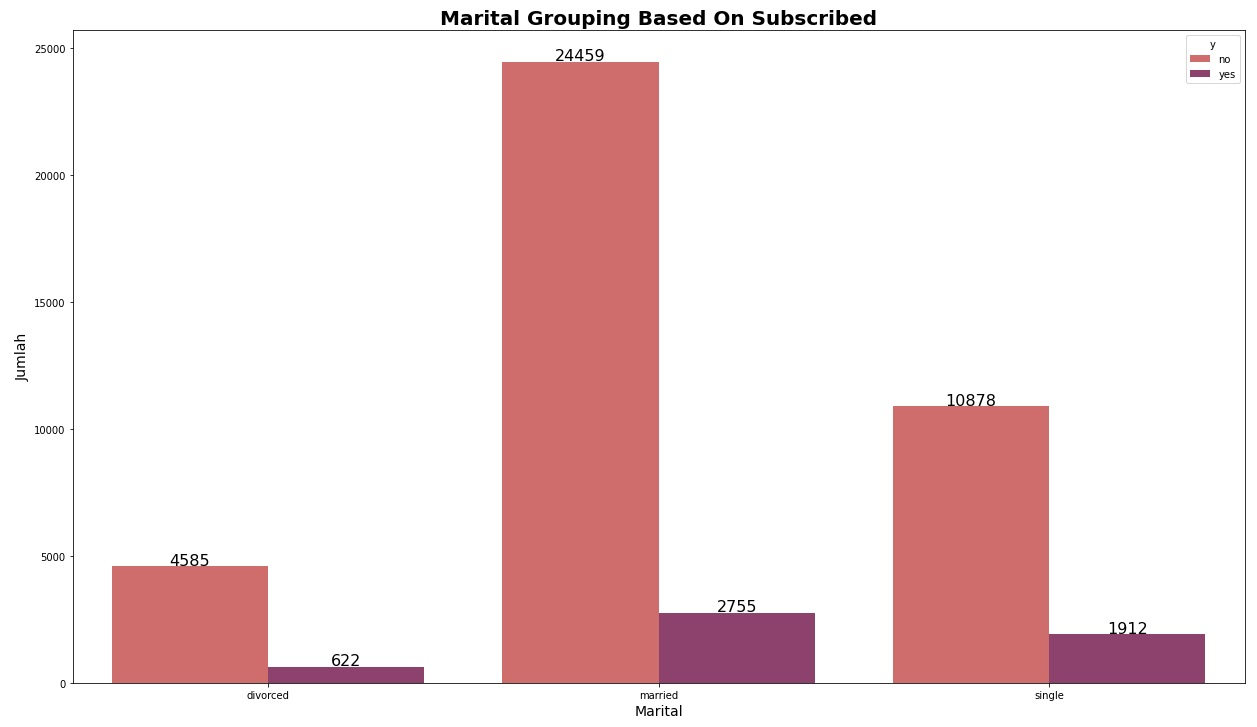 Marital Grouping Based On Subscribed
y
no
yes
25000
20000
15000
10000
5000
0
Jumlah
4585
622
24459
2755
10878
1912
divorced
married
single
Marital